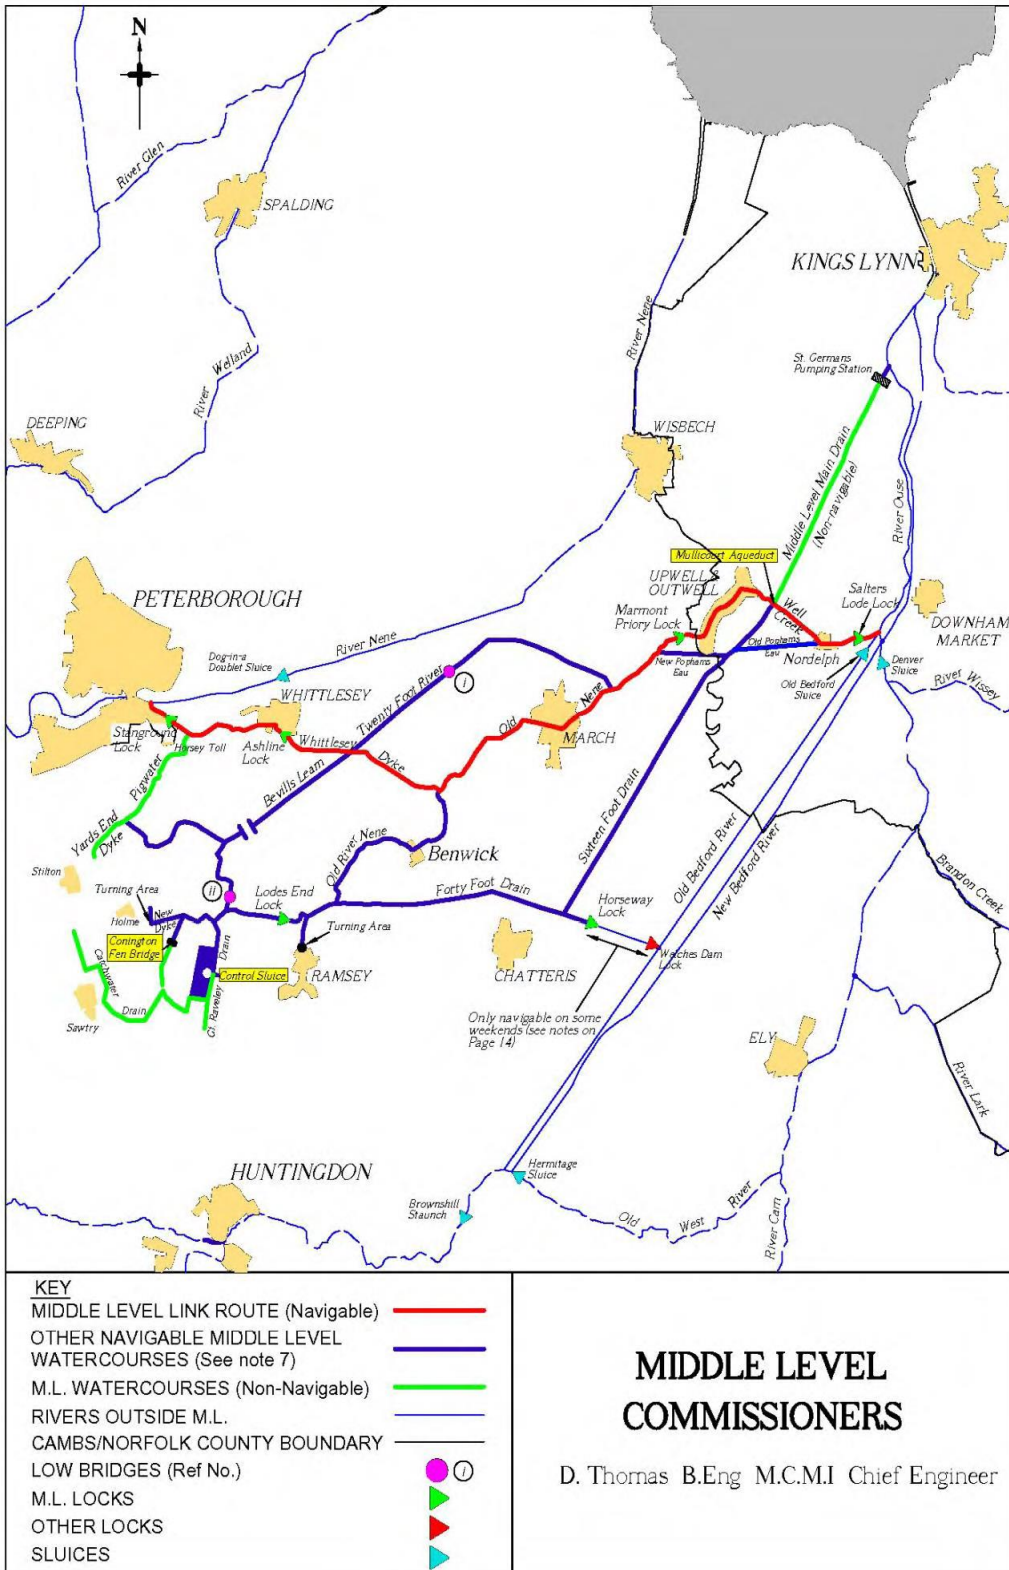 N
River Glen
SPALDING
KINGS LYNN
River Nene
River Welland
St. Germans
Pumping Station
DEEPING
WISBECH
Middle Level Main Drain
(Non-navigable)
River Ouse
Mullicourt Aqueduct
UPWELL &
OUTWELL
Salters
Lode Lock
PETERBOROUGH
Marmont
Priory Lock
Well
Creek
DOWNHAM
MARKET
River Nene
Old Pophams
Eau
Nordelph
Dog-in-a
Doublet Sluice
New Pophams
Eau
Old Bedford
Sluice
Denver
Sluice
River Wissey
WHITTLESEY
Twenty Foot River
i
Old
Nene
MARCH
Stanground
Lock
Horsey Toll
Ashline
Lock
Whittlesey
Dyke
Pigwater
Bevills Leam
Yards End
Dyke
Sixteen Foot Drain
Old Bedford River
New Bedford River
Old River Nene
Benwick
Stilton
Brandon Creek
Turning Area
ii
Lodes End
Lock
Forty Foot Drain
Horseway
Lock
Holme
New
Dyke
Turning Area
Conington
Fen Bridge
Drain
Control Sluice
RAMSEY
CHATTERIS
Welches Dam
Lock
Catchwater
Drain
Gt. Raveley
Sawtry
Only navigable on some
weekends (see notes on
Page 14)
ELY
River Lark
HUNTINGDON
Hermitage
Sluice
Brownshill
Staunch
Old
West
River
River Cam
KEY
MIDDLE LEVEL LINK ROUTE (Navigable)
OTHER NAVIGABLE MIDDLE LEVEL
WATERCOURSES (See note 7)
M.L. WATERCOURSES (Non-Navigable)
RIVERS OUTSIDE M.L.
CAMBS/NORFOLK COUNTY BOUNDARY
LOW BRIDGES (Ref No.)
i
M.L. LOCKS
OTHER LOCKS
SLUICES
MIDDLE LEVEL
COMMISSIONERS
D. Thomas B.Eng M.C.M.I Chief Engineer